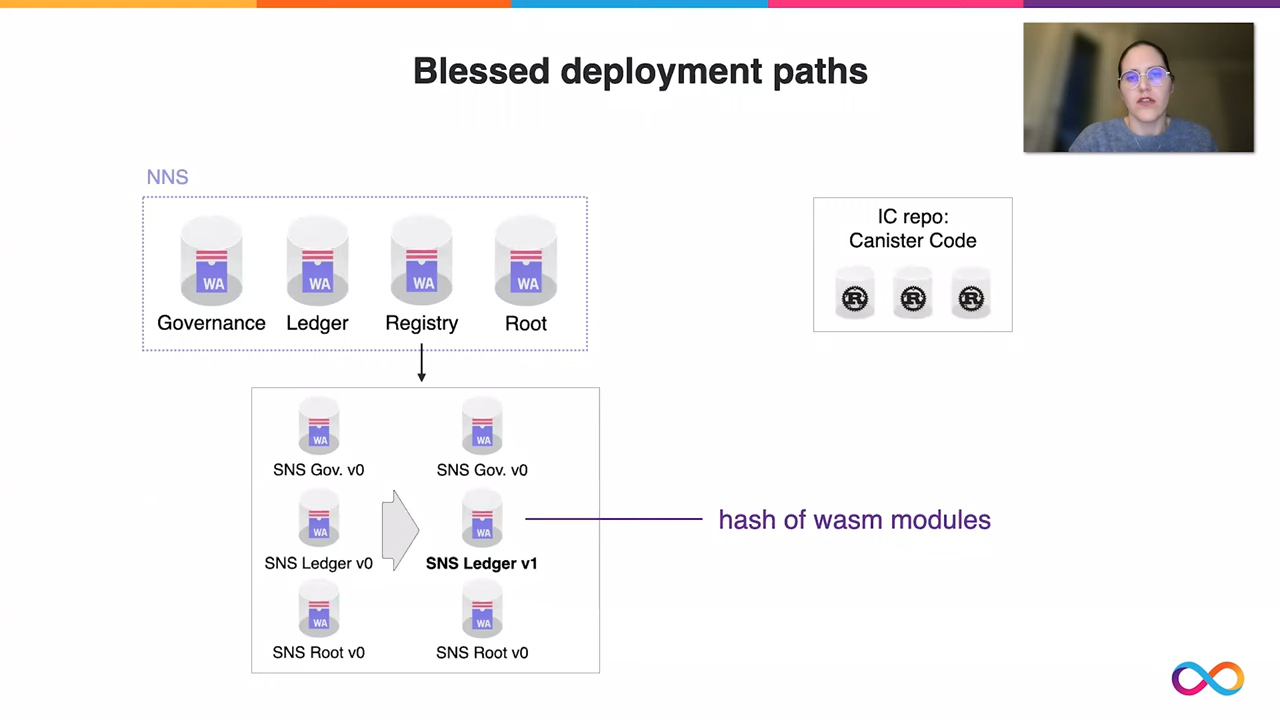 Blessed deployment paths
NNS
WA
WA
WA
WA
Governance
Ledger
Registry
Root
IC repo:
Canister Code
R
R
R
WA
WA
SNS Gov. v0
SNS Gov. v0
WA
WA
hash of wasm modules
SNS Ledger v0
SNS Ledger v1
WA
WA
SNS Root v0
SNS Root v0